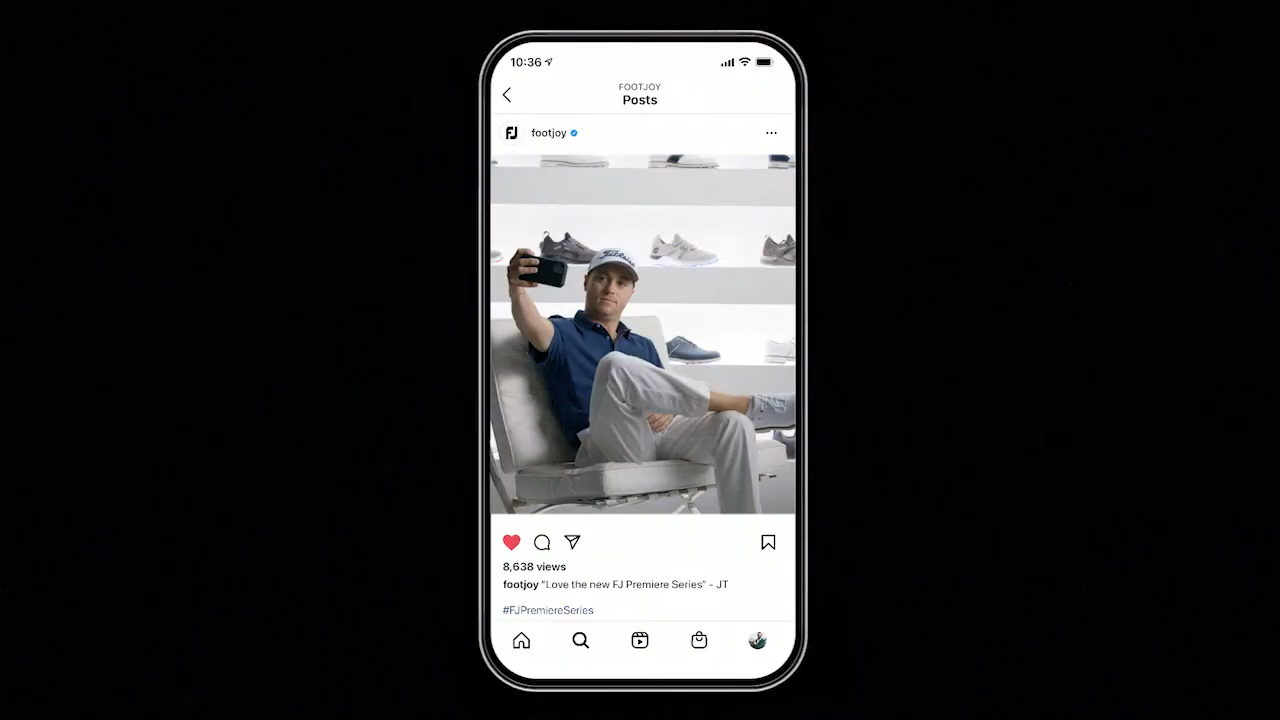 10:36
FOOTJOY
Posts
FJ
footjoy
Titleist
8,638 views
footjoy "Love the new FJ Premiere Series" - JT
#FJPremiereSeries